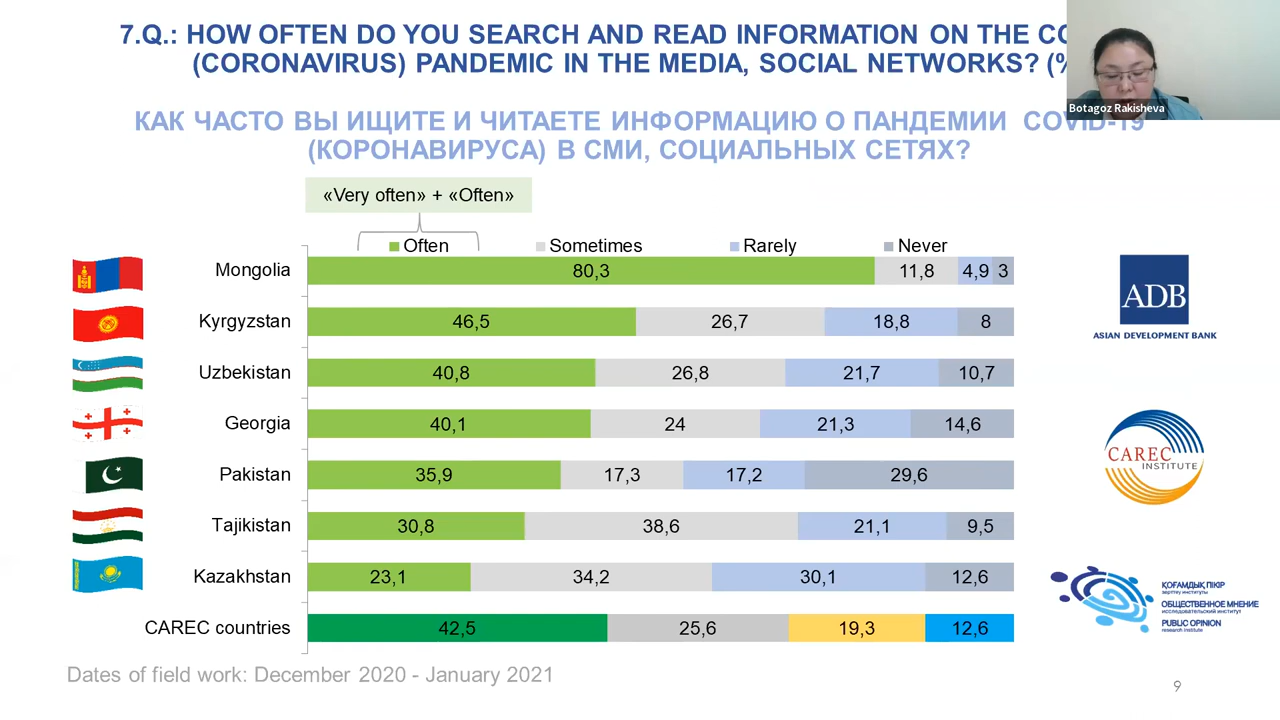 7.Q.: HOW OFTEN DO YOU SEARCH AND READ INFORMATION ON THE
(CORONAVIRUS) PANDEMIC IN THE MEDIA, SOCIAL NETWORKS? (%
Botagoz Rakisheva
КАК ЧАСТО ВЫ ИЩИТЕ И ЧИТАЕТЕ ИНФОРМАЦИЮ О ПАНДЕМИИ COVID-19
(КОРОНАВИРУСА) В СМИ, СОЦИАЛЬНЫХ СЕТЯХ?
«Very often» + «Often»
Often Sometimes Rarely Never
Mongolia 80,3 11,8 4,9 3
Kyrgyzstan 46,5 26,7 18,8 8
Uzbekistan 40,8 26,8 21,7 10,7
Georgia 40,1 24 21,3 14,6
Pakistan 35,9 17,3 17,2 29,6
Tajikistan 30,8 38,6 21,1 9,5
Kazakhstan 23,1 34,2 30,1 12,6
CAREC countries 42,5 25,6 19,3 12,6
ADB
ASIAN DEVELOPMENT BANK
CAREC
INSTITUTE
ҚОҒАМДЫҚ ПІКІР
зерттеу институты
ОБЩЕСТВЕННОЕ МНЕНИЕ
исследовательский институт
PUBLIC OPINION
research institute
Dates of field work: December 2020 - January 2021
9